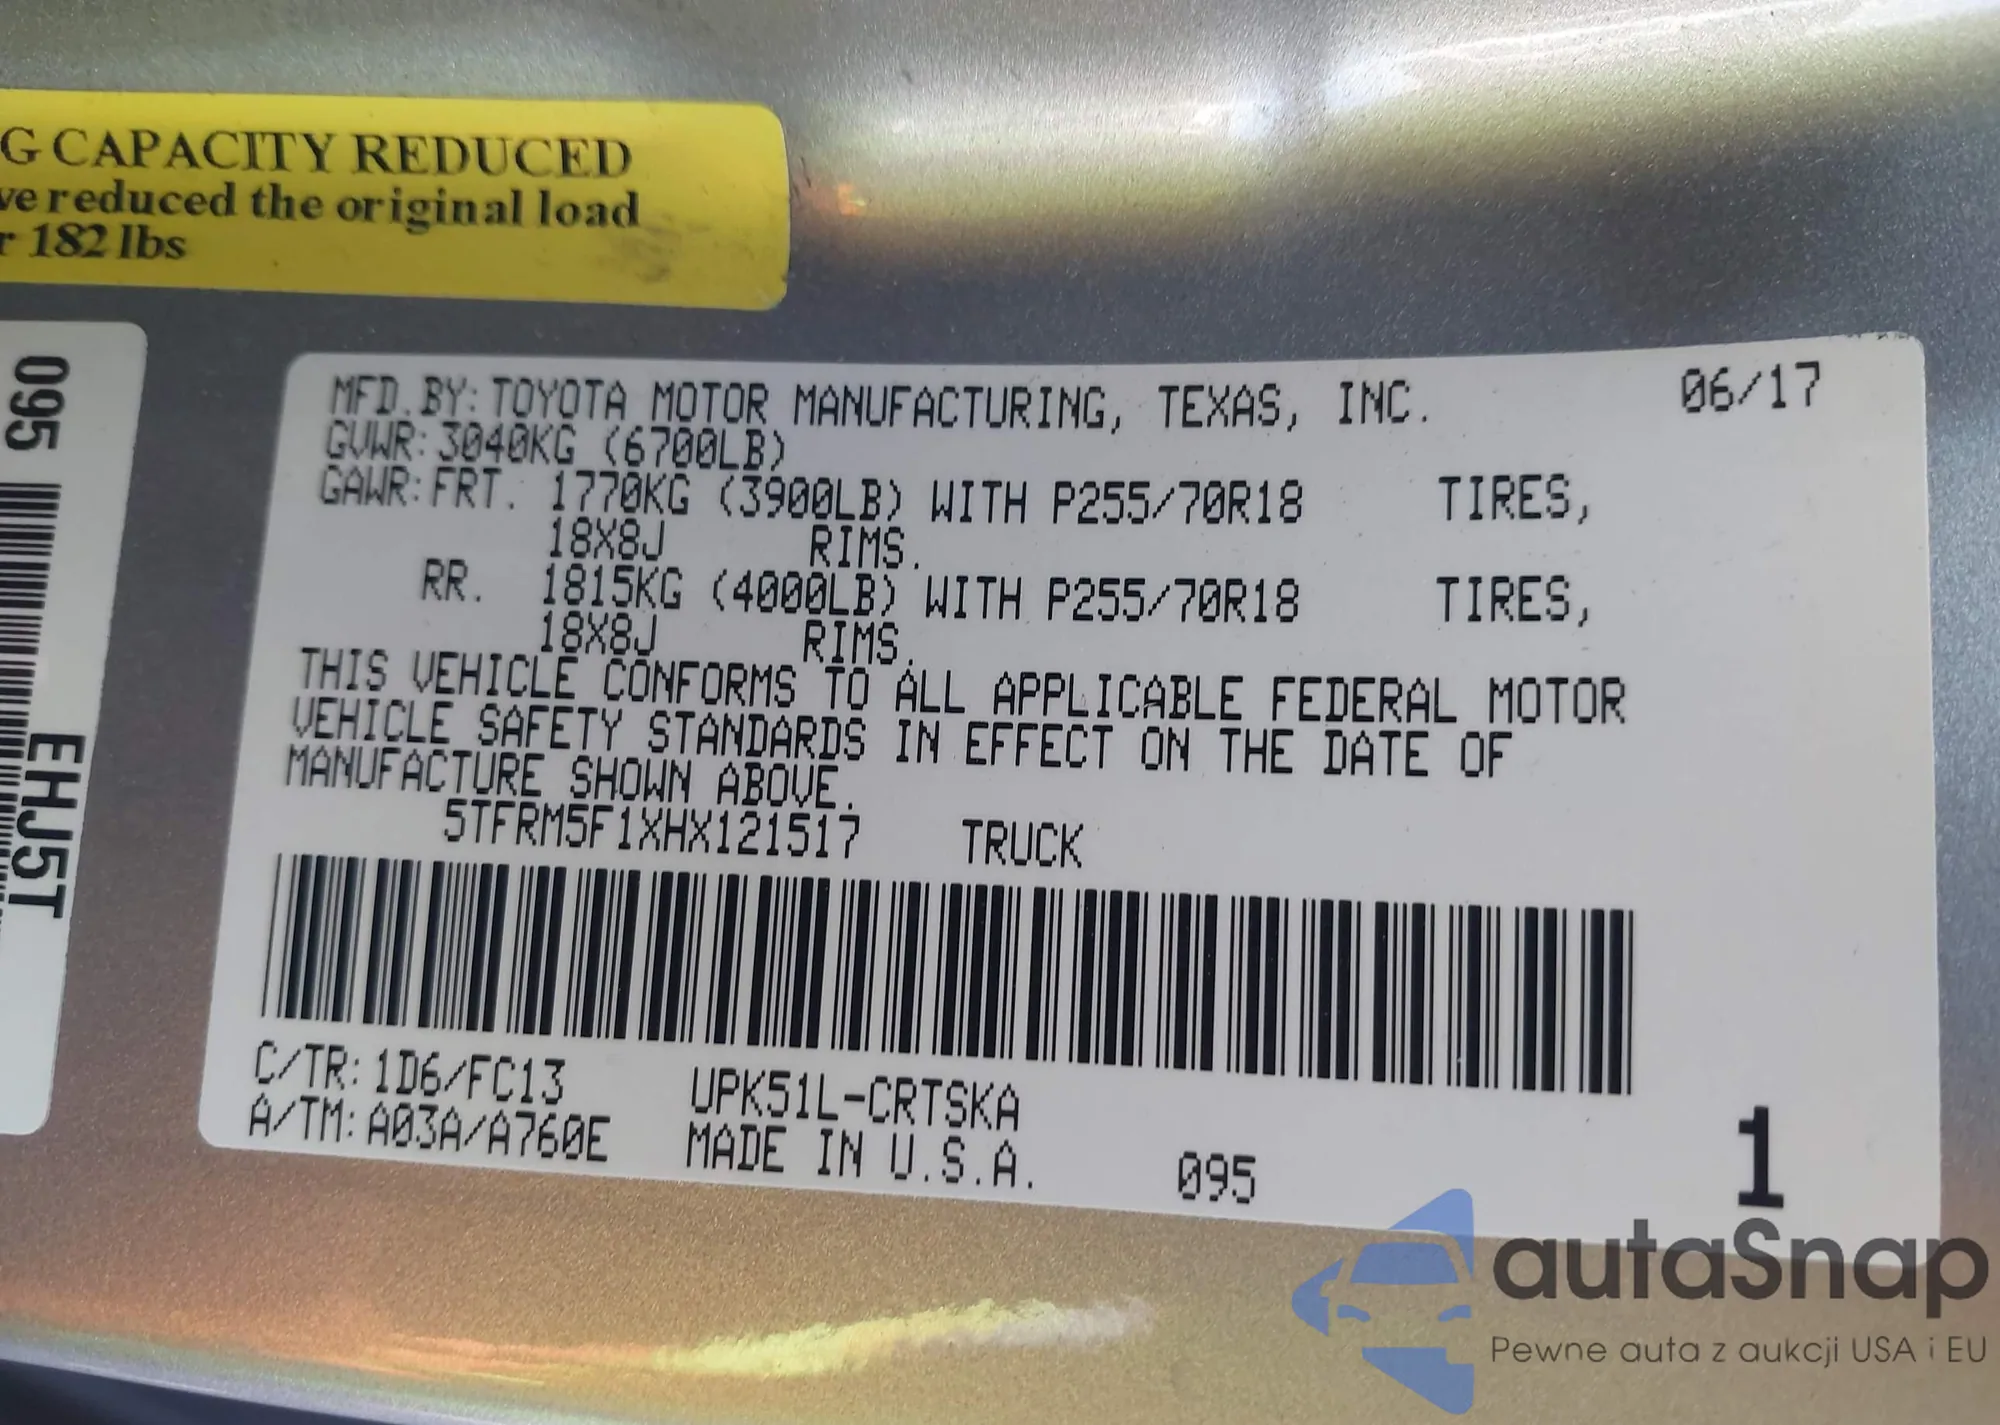 G CAPACITY REDUCED
ve reduced the original load
r 182 lbs
095
EHJ5T
MFD. BY: TOYOTA MOTOR MANUFACTURING, TEXAS, INC. 06/17
GVWR: 3040KG (6700LB)
GAWR: FRT. 1770KG (3900LB) WITH P255/70R18 TIRES,
18X8J RIMS.
RR. 1815KG (4000LB) WITH P255/70R18 TIRES,
18X8J RIMS.
THIS VEHICLE CONFORMS TO ALL APPLICABLE FEDERAL MOTOR
VEHICLE SAFETY STANDARDS IN EFFECT ON THE DATE OF
MANUFACTURE SHOWN ABOVE.
5TFRM5F1XHX121517 TRUCK
C/TR: 1D6/FC13 UPK51L-CRTSKA
A/TM: A03A/A760E MADE IN U.S.A. 095 1
autaSnap
Pewne auta z aukcji USA i EU